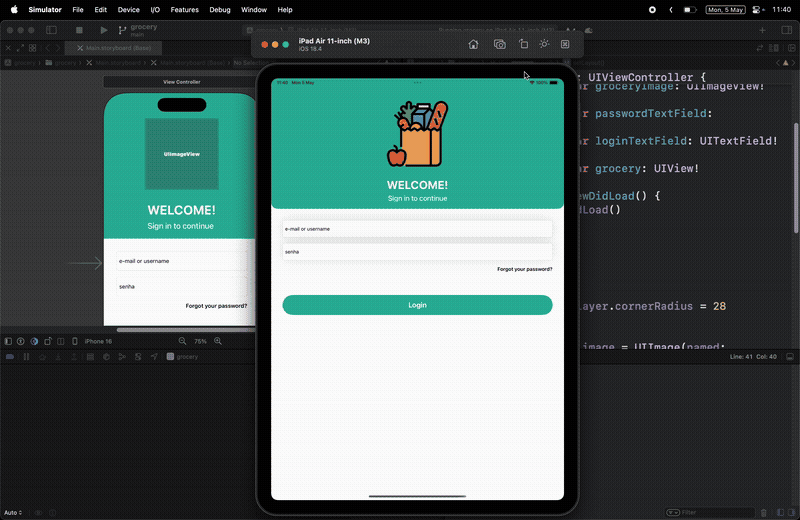 Simulator File Edit Device I/O Features Debug Window Help Mon, 5 May 11:40
grocery
main
iPad Air 11-inch (M3)
iOS 18.4
Main.storyboard (Base)
View Controller
UIImageView
WELCOME!
Sign in to continue
e-mail or username
senha
Forgot your password?
iPhone 16
75%
grocery
Auto
11:40 Mon 5 May
100%
WELCOME!
Sign in to continue
e-mail or username
senha
Forgot your password?
Login
: UIViewController {
ar groceryImage: UIImageView!
r passwordTextField:
ar loginTextField: UITextField!
ar grocery: UIView!
ewDidLoad() {
dLoad()
ayer.cornerRadius = 28
image = UIImage(named:
Line: 41 Col: 40
Filter